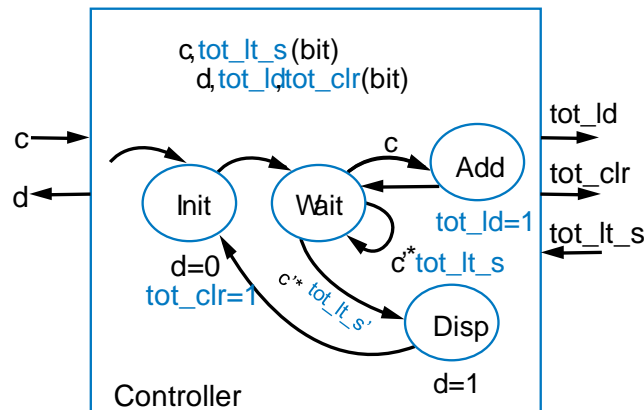 c,tot_lt_s(bit)
d,tot_ld,tot_clr(bit)
c
d
tot_ld
tot_clr
tot_lt_s
c
Add
Init
Wait
tot_ld=1
c'*tot_lt_s
d=0
tot_clr=1
c'* tot_lt_s'
Disp
d=1
Controller